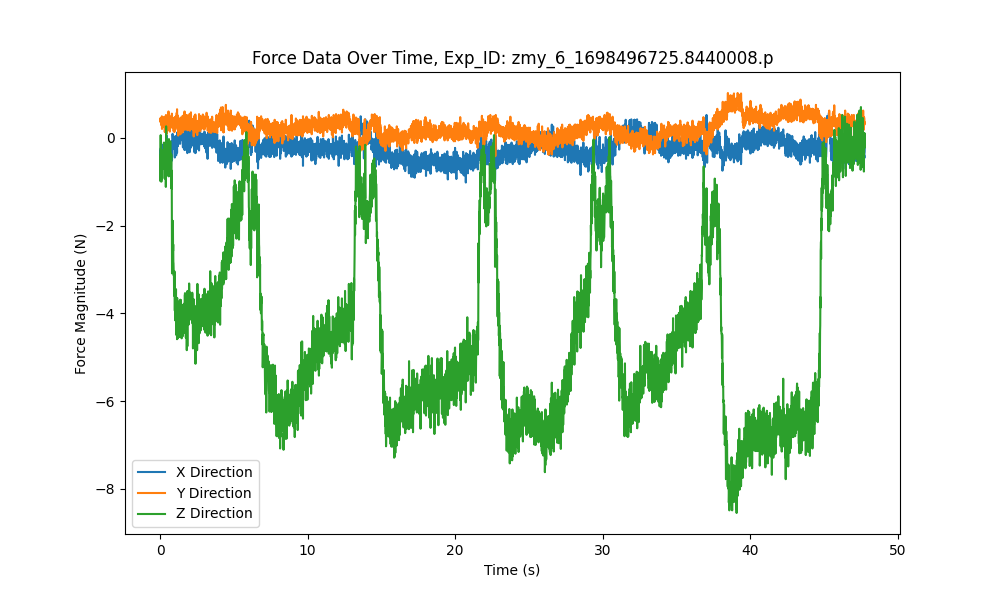 Force Data Over Time, Exp_ID: zmy_6_1698496725.8440008.p
Force Magnitude (N)
0
−2
−4
−6
−8
X Direction
Y Direction
Z Direction
0 10 20 30 40 50
Time (s)